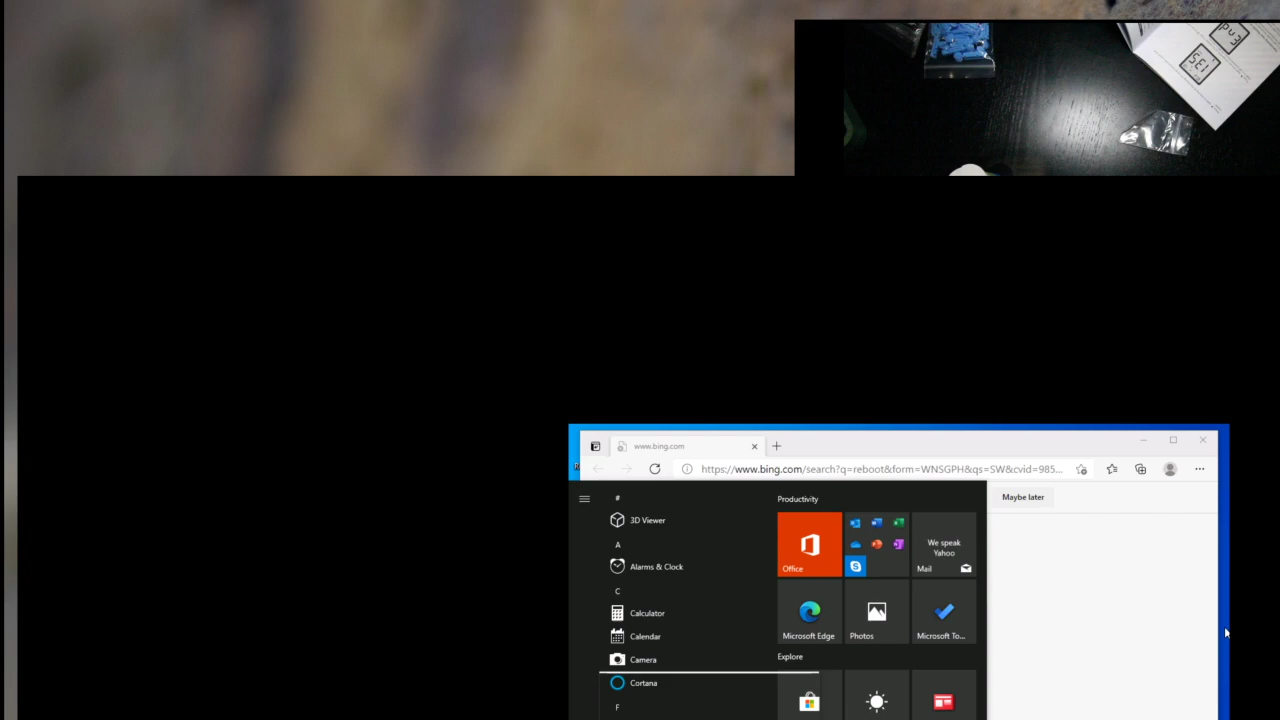 www.bing.com
https://www.bing.com/search?q=reboot&form=WNSGPH&qs=SW&cvid=985...
#
Productivity
Maybe later
3D Viewer
A
We speak
Yahoo
Office
Mail
Alarms & Clock
C
Calculator
Microsoft Edge
Photos
Microsoft To...
Calendar
Explore
Camera
Cortana
F